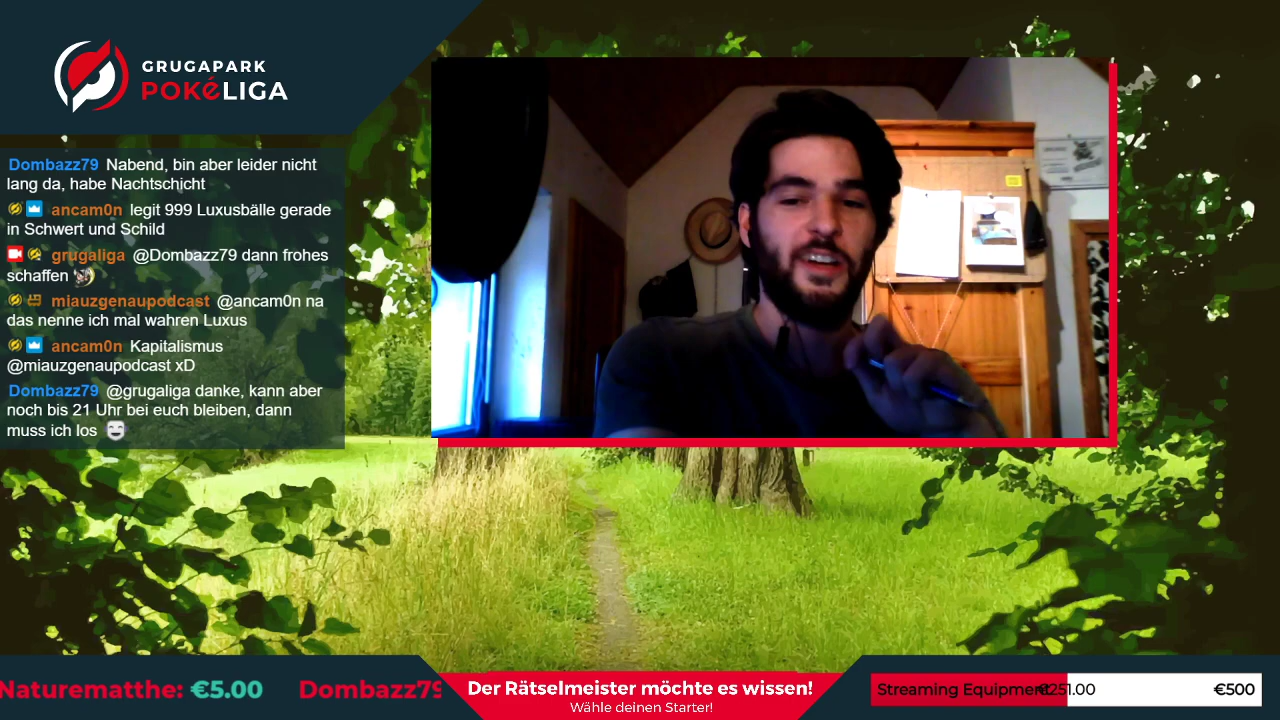 GRUGAPARK
POKéLIGA
Dombazz79 Nabend, bin aber leider nicht
lang da, habe Nachtschicht
ancam0n legit 999 Luxusbälle gerade
in Schwert und Schild
grugaliga @Dombazz79 dann frohes
schaffen
miauzgenaupodcast @ancam0n na
das nenne ich mal wahren Luxus
ancam0n Kapitalismus
@miauzgenaupodcast xD
Dombazz79 @grugaliga danke, kann aber
noch bis 21 Uhr bei euch bleiben, dann
muss ich los
Naturematthe: €5.00 Dombazz79
Der Rätselmeister möchte es wissen!
Wähle deinen Starter!
Streaming Equipment €251.00 €500